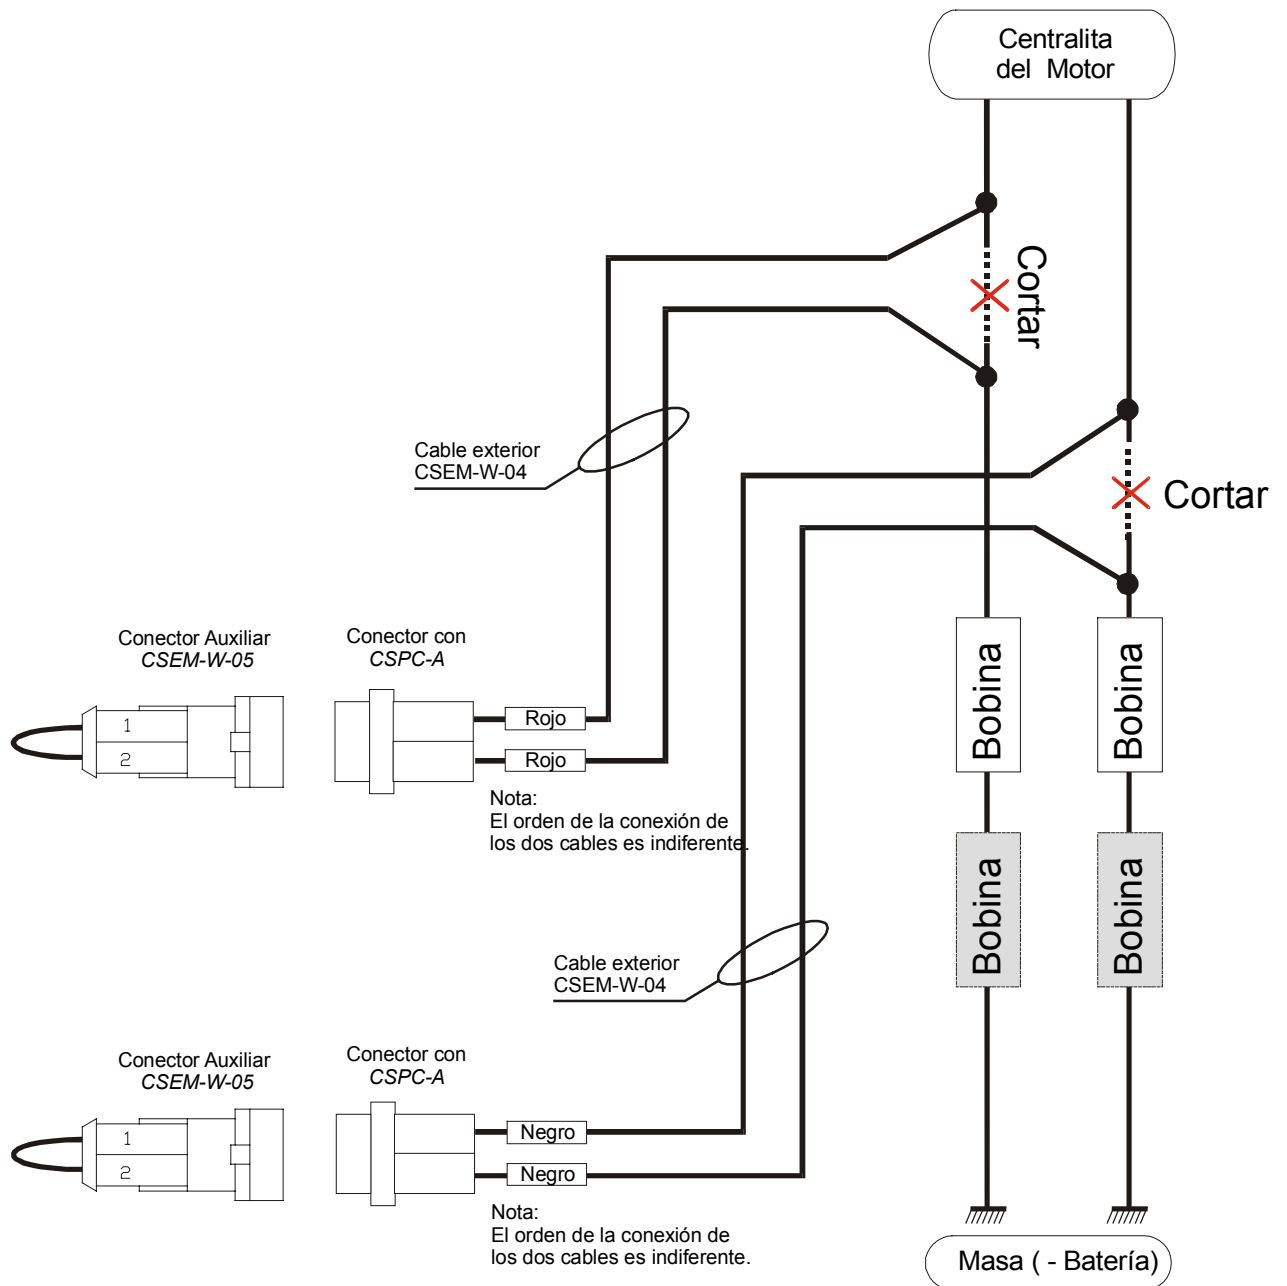 Centralita
del Motor
Cortar
Cable exterior
CSEM-W-04
Cortar
Conector Auxiliar
CSEM-W-05
Conector con
CSPC-A
1
2
Rojo
Rojo
Nota:
El orden de la conexión de
los dos cables es indiferente.
Bobina
Bobina
Bobina
Bobina
Cable exterior
CSEM-W-04
Conector Auxiliar
CSEM-W-05
Conector con
CSPC-A
1
2
Negro
Negro
Nota:
El orden de la conexión de
los dos cables es indiferente.
Masa ( - Batería)